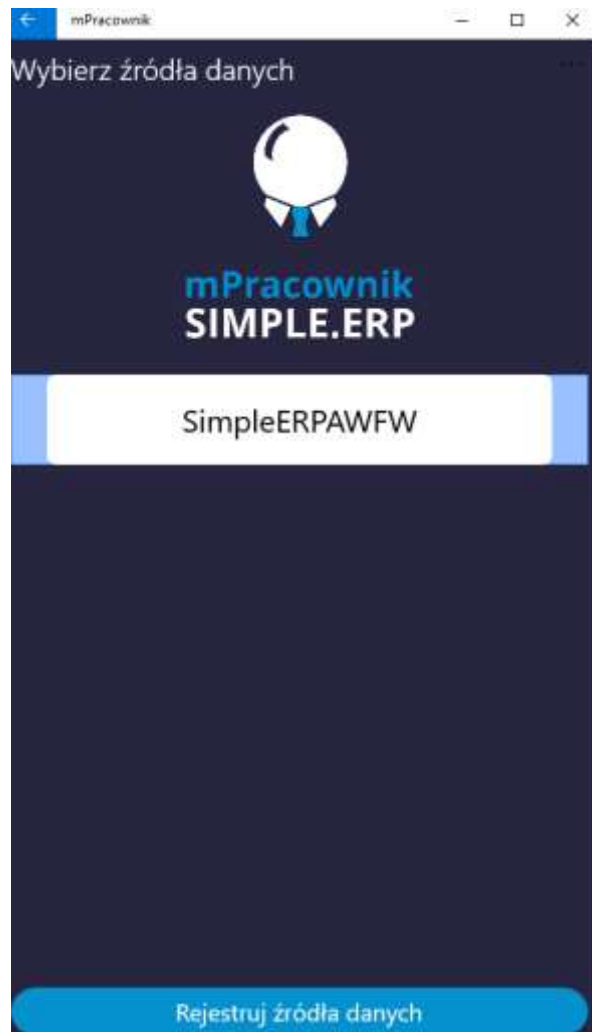 mPracownik
Wybierz źródła danych
mPracownik
SIMPLE.ERP
SimpleERPAWFW
Rejestruj źródła danych